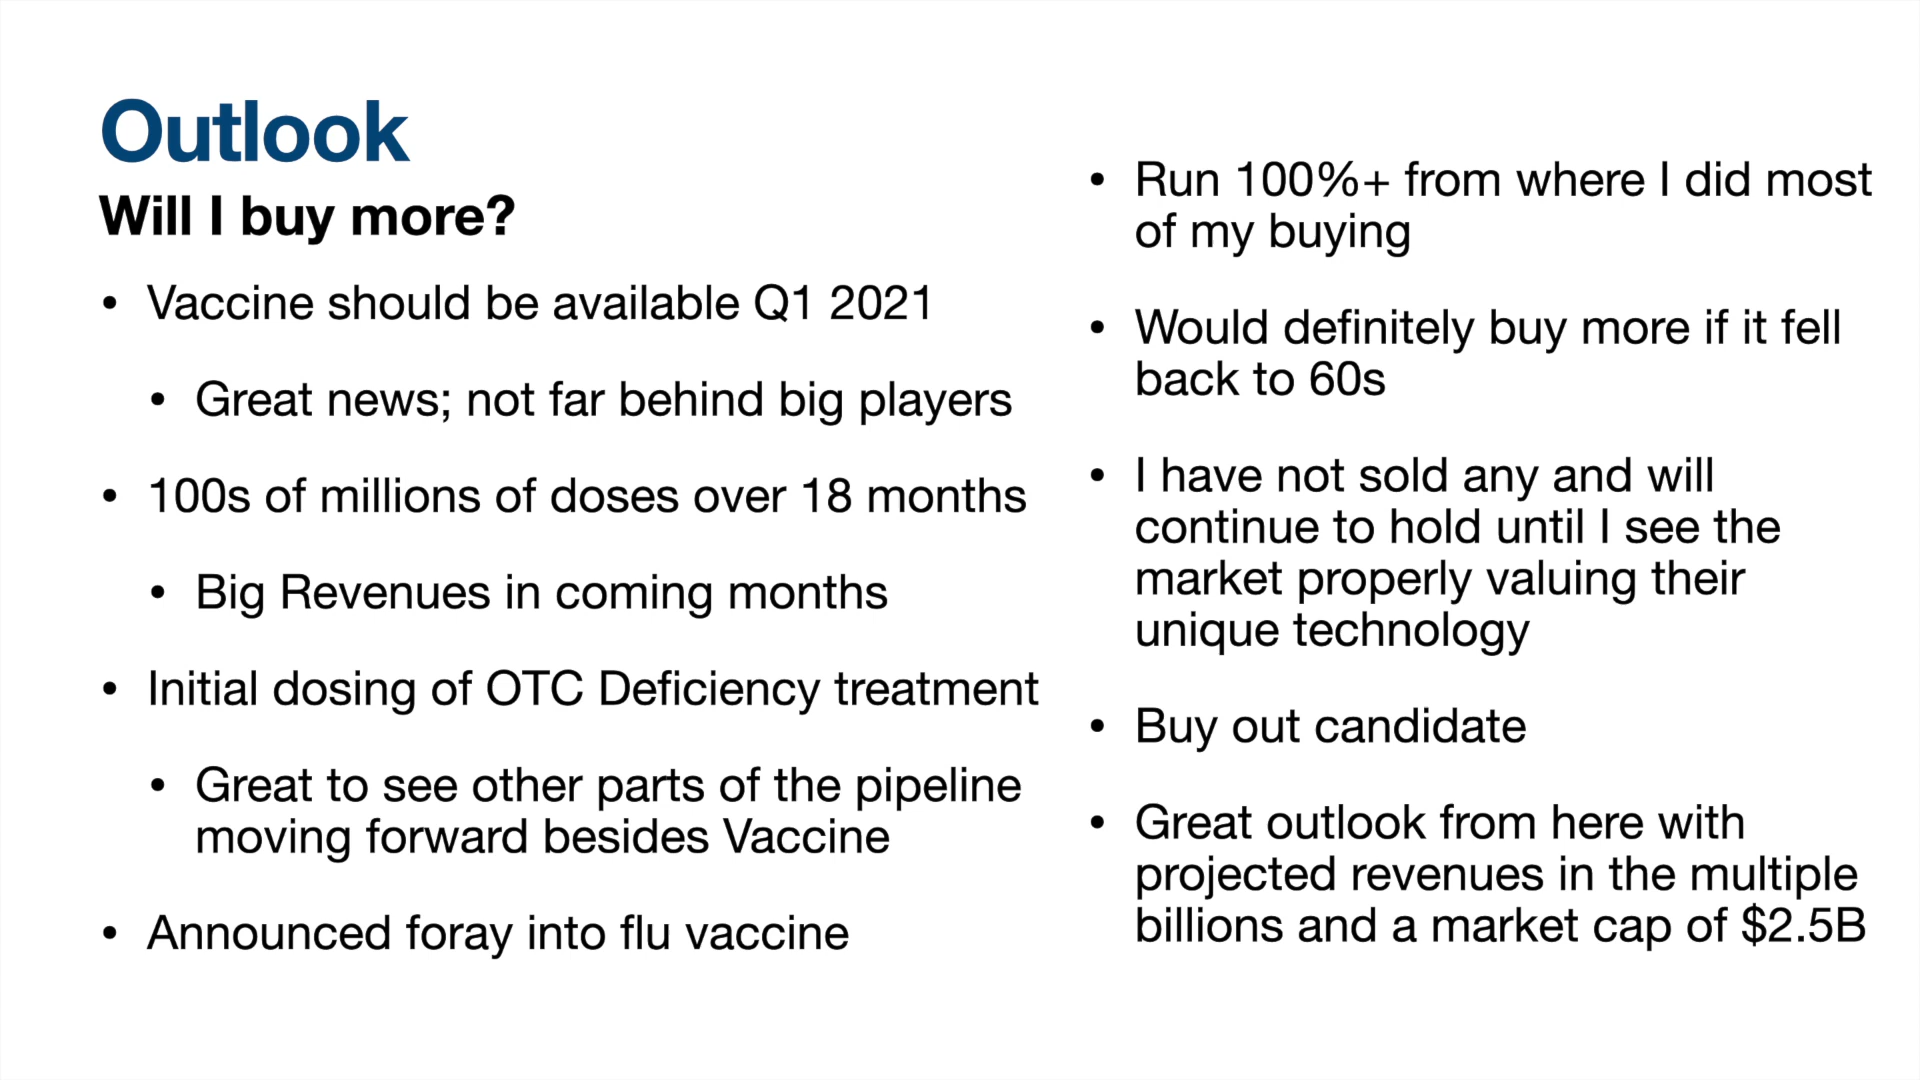 Outlook
Will I buy more?
• Vaccine should be available Q1 2021
• Great news; not far behind big players
• 100s of millions of doses over 18 months
• Big Revenues in coming months
• Initial dosing of OTC Deficiency treatment
• Great to see other parts of the pipeline
moving forward besides Vaccine
• Announced foray into flu vaccine
• Run 100%+ from where I did most
of my buying
• Would definitely buy more if it fell
back to 60s
• I have not sold any and will
continue to hold until I see the
market properly valuing their
unique technology
• Buy out candidate
• Great outlook from here with
projected revenues in the multiple
billions and a market cap of $2.5B